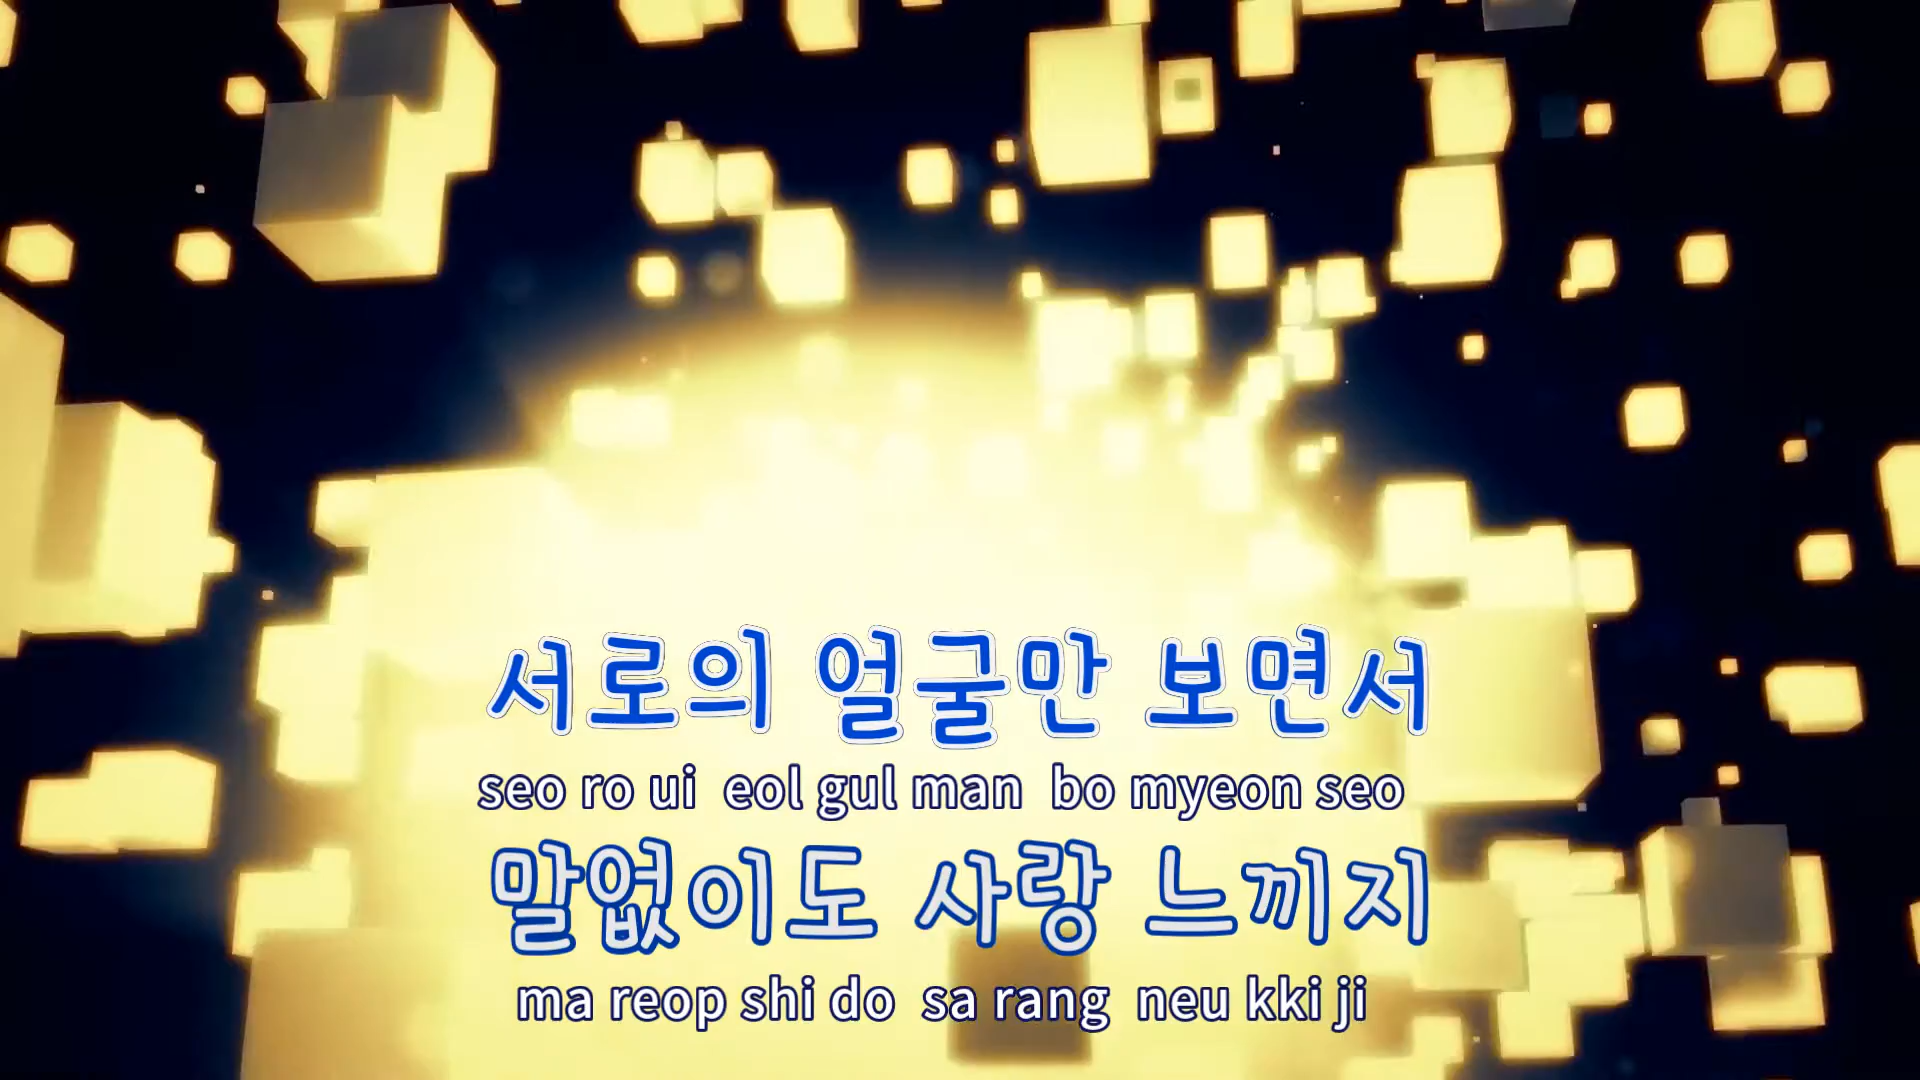 서로의 얼굴만 보면서
seo ro ui eol gul man bo myeon seo
말없이도 사랑 느끼지
ma reop shi do sa rang neu kki ji